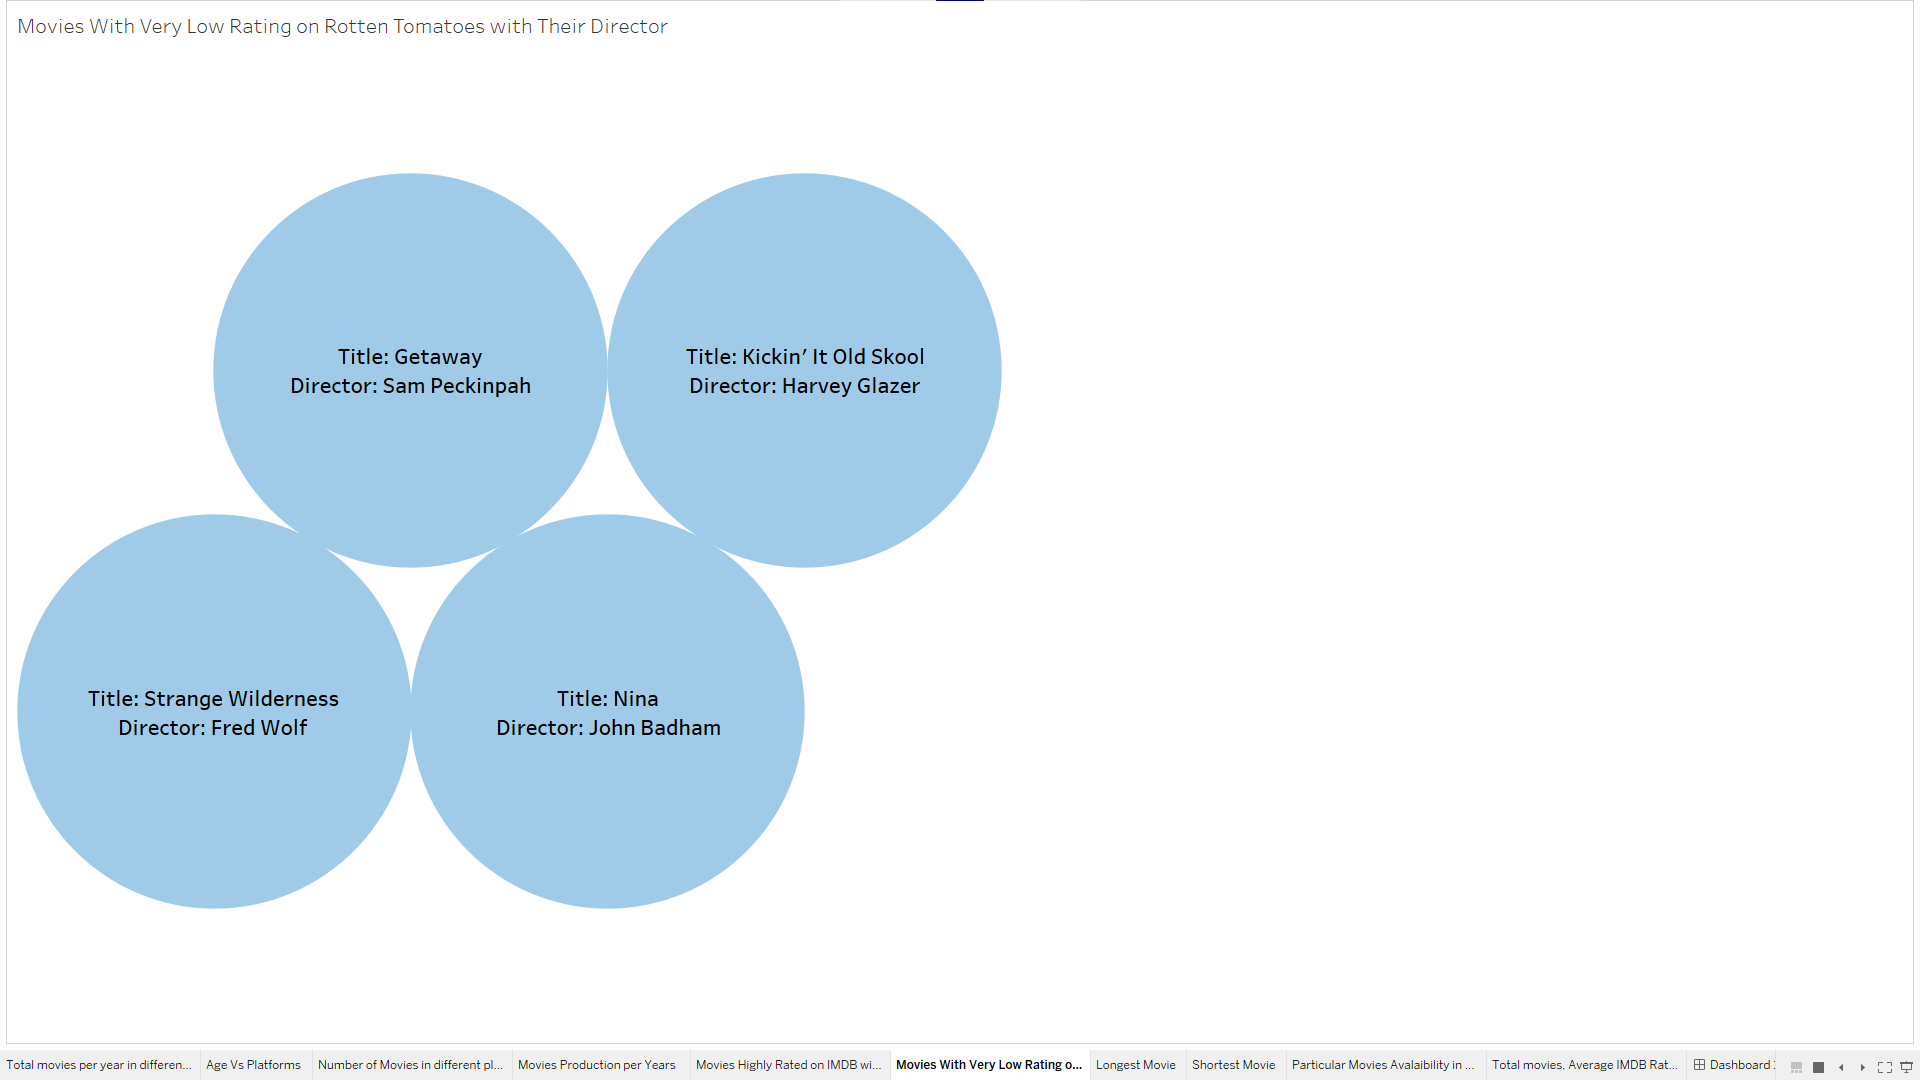 Movies With Very Low Rating on Rotten Tomatoes with Their Director
Title: Getaway
Director: Sam Peckinpah
Title: Kickin’ It Old Skool
Director: Harvey Glazer
Title: Strange Wilderness
Director: Fred Wolf
Title: Nina
Director: John Badham
Total movies per year in differen...
Age Vs Platforms
Number of Movies in different pl...
Movies Production per Years
Movies Highly Rated on IMDB wi...
Movies With Very Low Rating o...
Longest Movie
Shortest Movie
Particular Movies Avalaibility in ...
Total movies, Average IMDB Rat...
Dashboard